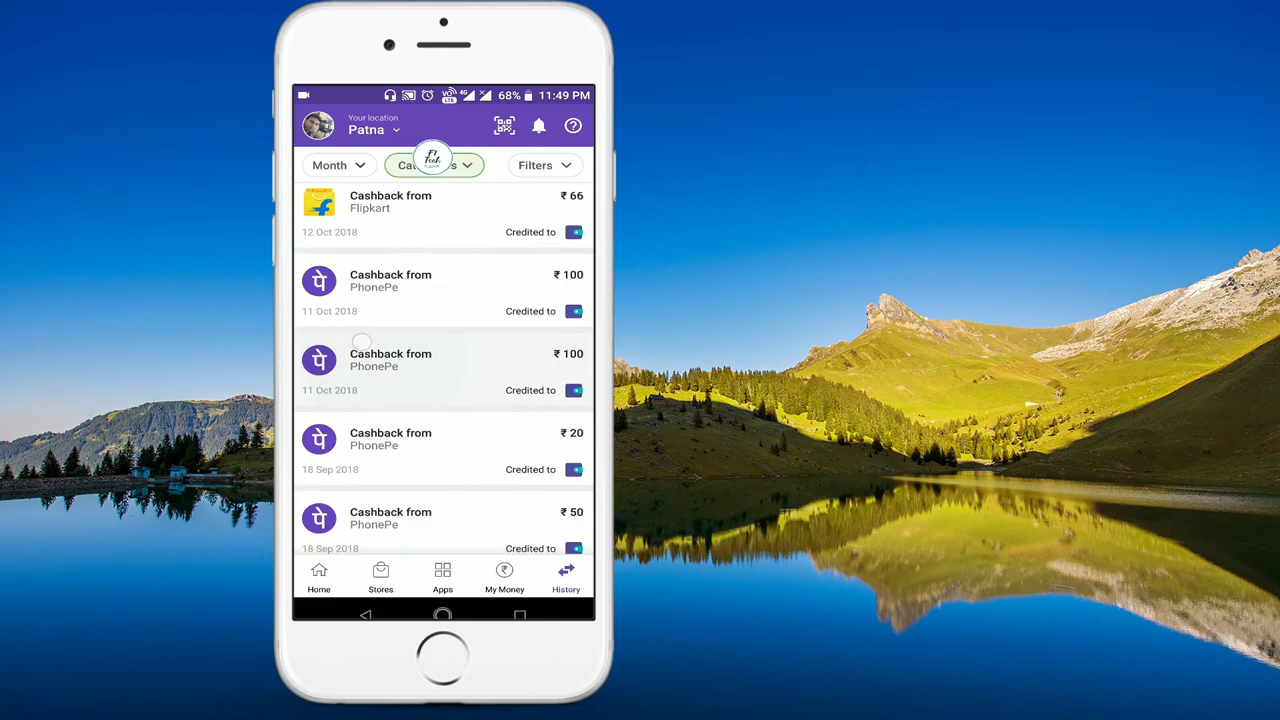 VO LTE 4G 68% 11:49 PM
Your location
Patna
Month
Filters
Cashback from ₹ 66
Flipkart
12 Oct 2018 Credited to
पे Cashback from ₹ 100
PhonePe
11 Oct 2018 Credited to
पे Cashback from ₹ 100
PhonePe
11 Oct 2018 Credited to
पे Cashback from ₹ 20
PhonePe
18 Sep 2018 Credited to
पे Cashback from ₹ 50
PhonePe
18 Sep 2018 Credited to
Home Stores Apps My Money History